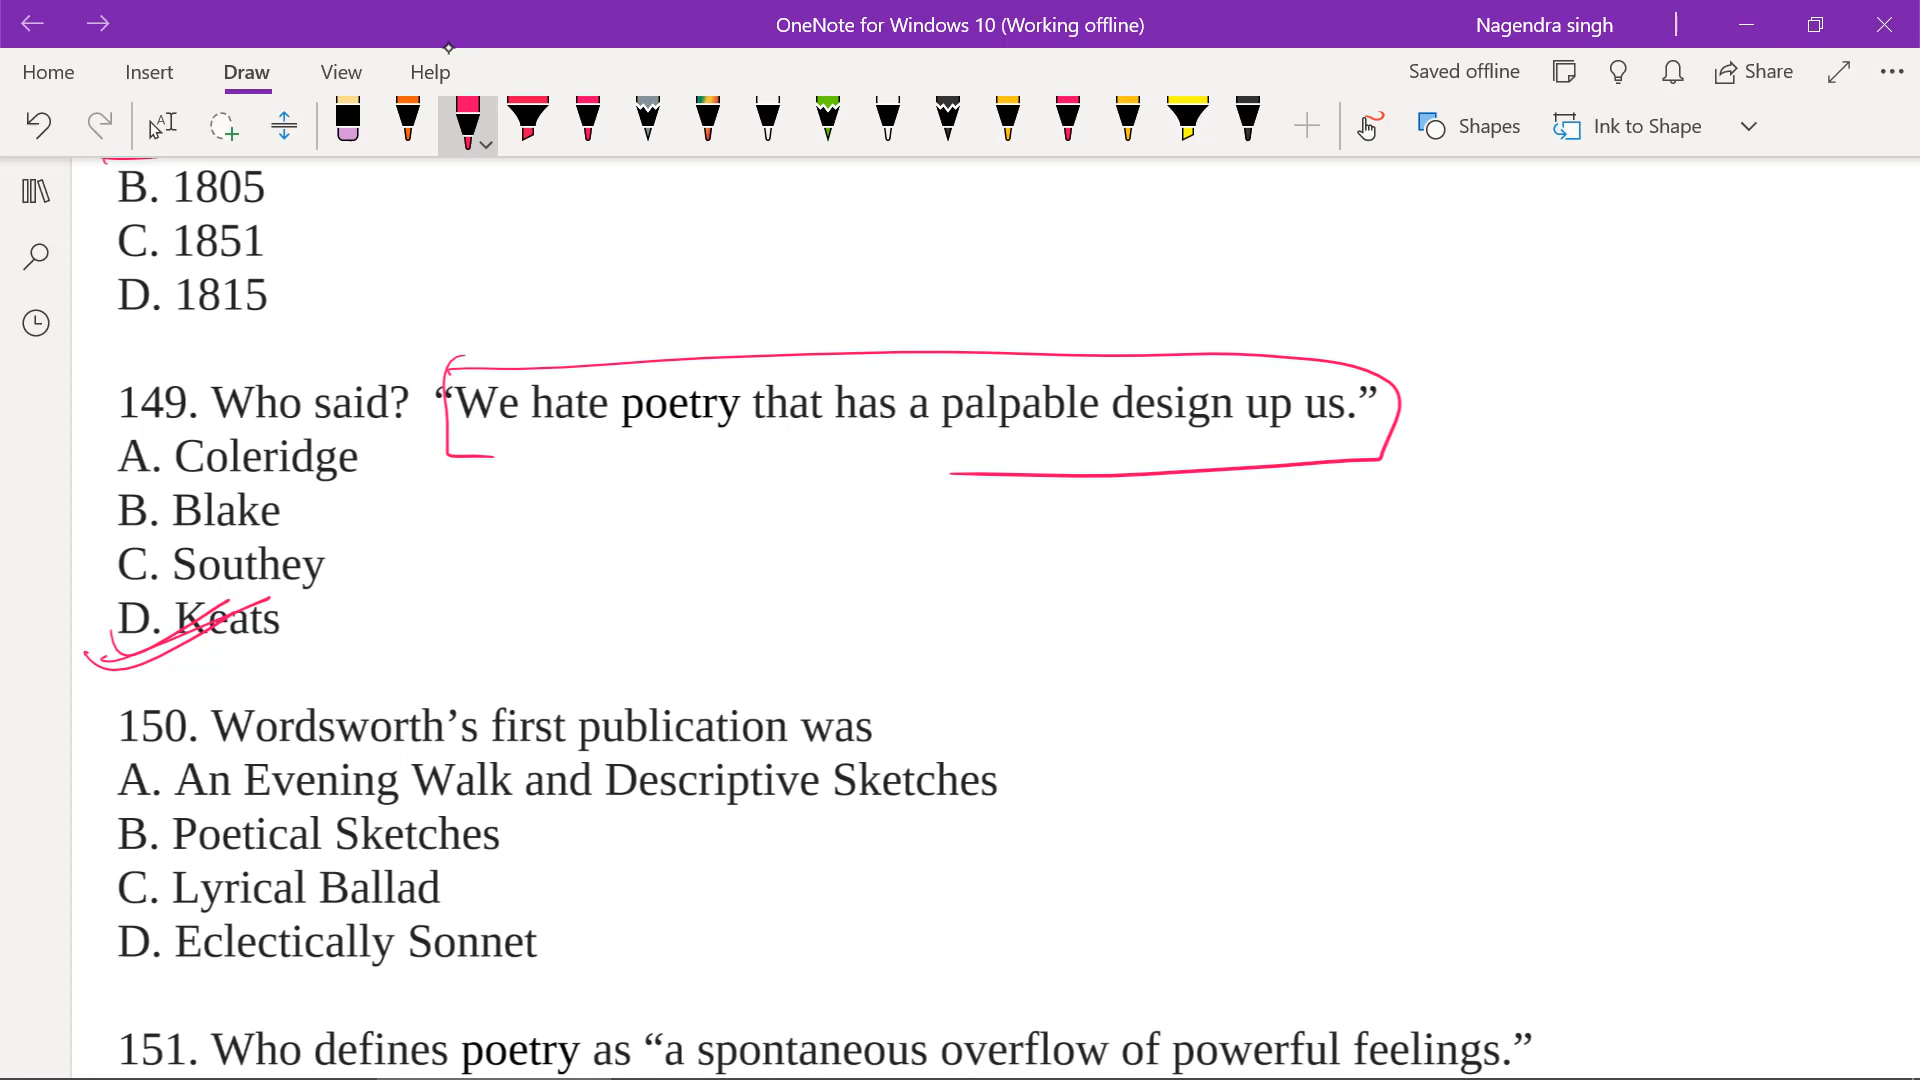 OneNote for Windows 10 (Working offline)
Nagendra singh
Home Insert Draw View Help
Saved offline
Share
Shapes
Ink to Shape
B. 1805
C. 1851
D. 1815
149. Who said? “We hate poetry that has a palpable design up us.”
A. Coleridge
B. Blake
C. Southey
D. Keats
150. Wordsworth’s first publication was
A. An Evening Walk and Descriptive Sketches
B. Poetical Sketches
C. Lyrical Ballad
D. Eclectically Sonnet
151. Who defines poetry as “a spontaneous overflow of powerful feelings.”